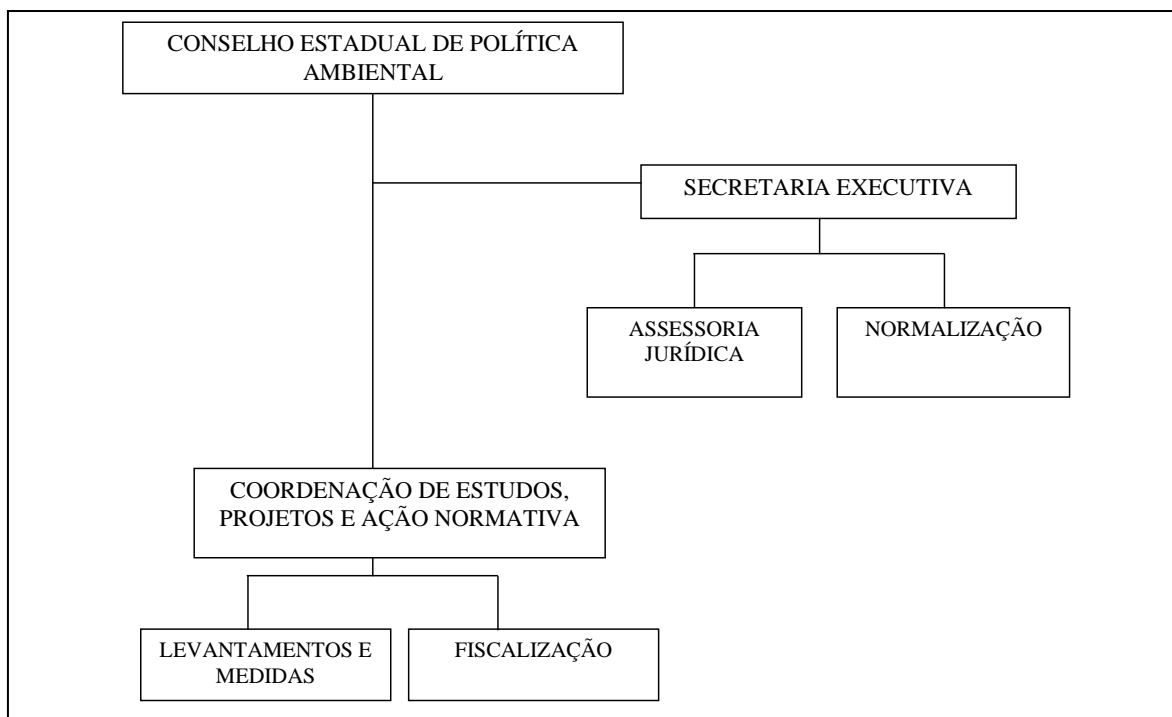 CONSELHO ESTADUAL DE POLÍTICA
AMBIENTAL
SECRETARIA EXECUTIVA
ASSESSORIA
JURÍDICA
NORMALIZAÇÃO
COORDENAÇÃO DE ESTUDOS,
PROJETOS E AÇÃO NORMATIVA
LEVANTAMENTOS E
MEDIDAS
FISCALIZAÇÃO